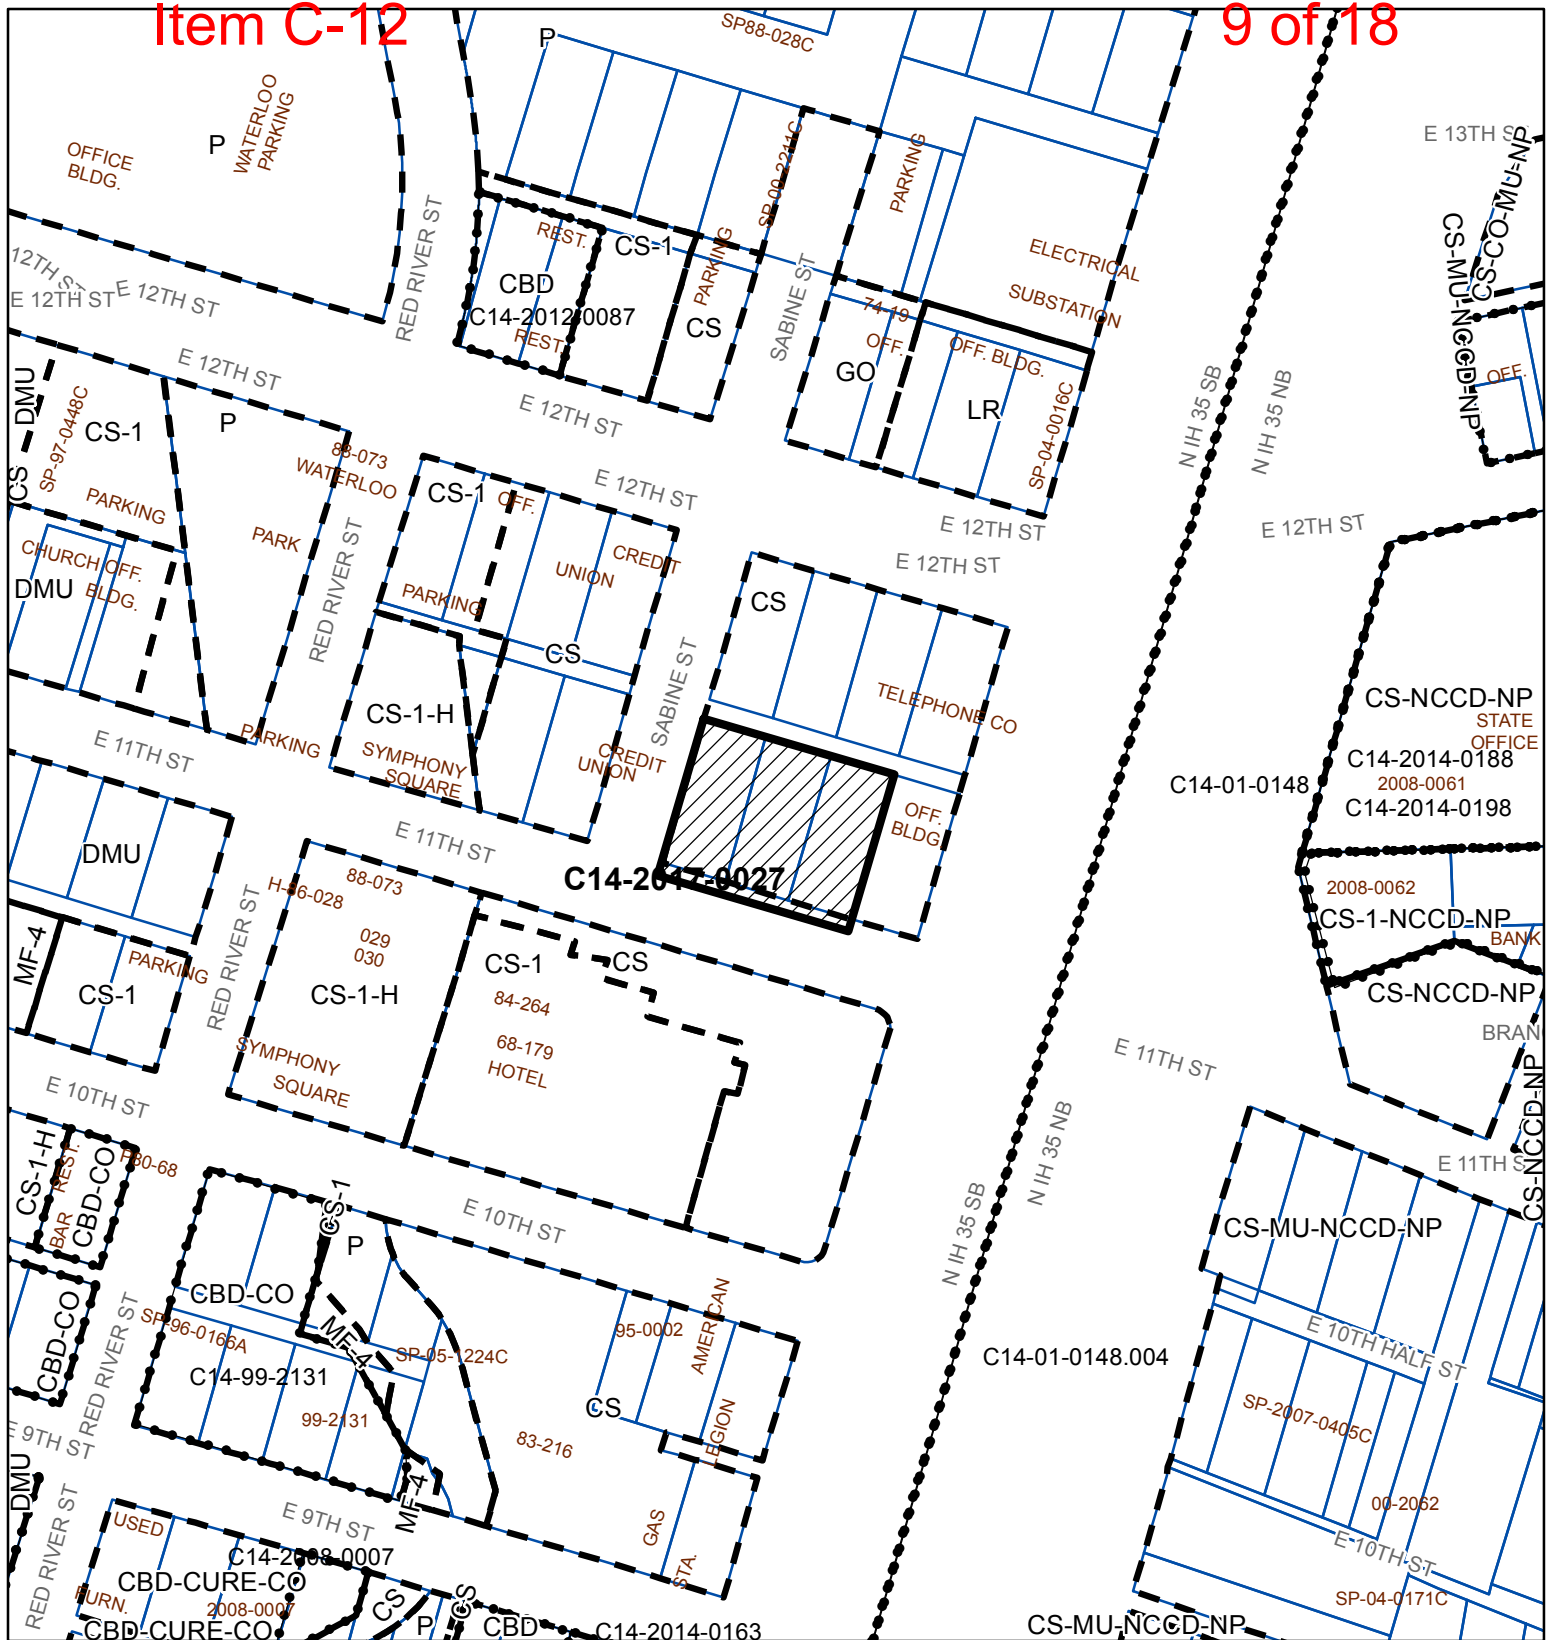 Item C-12
9 of 18
SP88-028C
P
WATERLOO
PARKING
P
OFFICE
BLDG.
E 13TH ST
CS-CO-MU-NP
CS-MU-NCCD-NP
SP-00-2211C
PARKING
RED RIVER ST
REST.
CS-1
PARKING
ELECTRICAL
SUBSTATION
12TH ST
E 12TH ST
E 12TH ST
CBD
C14-2012-0087
REST.
CS
SABINE ST
74-19
OFF.
OFF. BLDG.
GO
LR
SP-04-0016C
N IH 35 SB
N IH 35 NB
OFF.
E 12TH ST
DMU
CS
SP-97-0448C
CS-1
P
E 12TH ST
88-073
WATERLOO
PARK
PARKING
CS-1
OFF.
E 12TH ST
E 12TH ST
E 12TH ST
E 12TH ST
CHURCH OFF.
BLDG.
DMU
RED RIVER ST
PARKING
UNION
CREDIT
CS
CS
SABINE ST
CS-1-H
TELEPHONE CO
CS-NCCD-NP
STATE
OFFICE
E 11TH ST
PARKING
SYMPHONY
SQUARE
CREDIT
UNION
C14-01-0148
C14-2014-0188
2008-0061
C14-2014-0198
OFF.
BLDG.
DMU
E 11TH ST
C14-2017-0027
H-86-028
88-073
029
030
2008-0062
CS-1-NCCD-NP
BANK
MF-4
PARKING
CS-1
RED RIVER ST
CS-1-H
CS-1
CS
84-264
68-179
HOTEL
CS-NCCD-NP
SYMPHONY
SQUARE
E 11TH ST
E 10TH ST
N IH 35 NB
CS-NCCD-NP
CS-1-H
REST.
BAR
CBD-CO
F80-68
E 11TH S
CS-1
P
E 10TH ST
N IH 35 SB
CS-MU-NCCD-NP
CBD-CO
CBD-CO
RED RIVER ST
SP-96-0166A
MF-4
SP-05-1224C
95-0002
AMERICAN
LEGION
C14-01-0148.004
E 10TH HALF ST
C14-99-2131
99-2131
CS
SP-2007-0405C
E 9TH ST
83-216
DMU
RED RIVER ST
MF-4
E 9TH ST
GAS
STA.
00-2062
E 10TH ST
USED
FURN.
C14-2008-0007
CBD-CURE-CO
2008-0007
CBD-CURE-CO
CS
P
CS
CBD
C14-2014-0163
SP-04-0171C
CS-MU-NCCD-NP